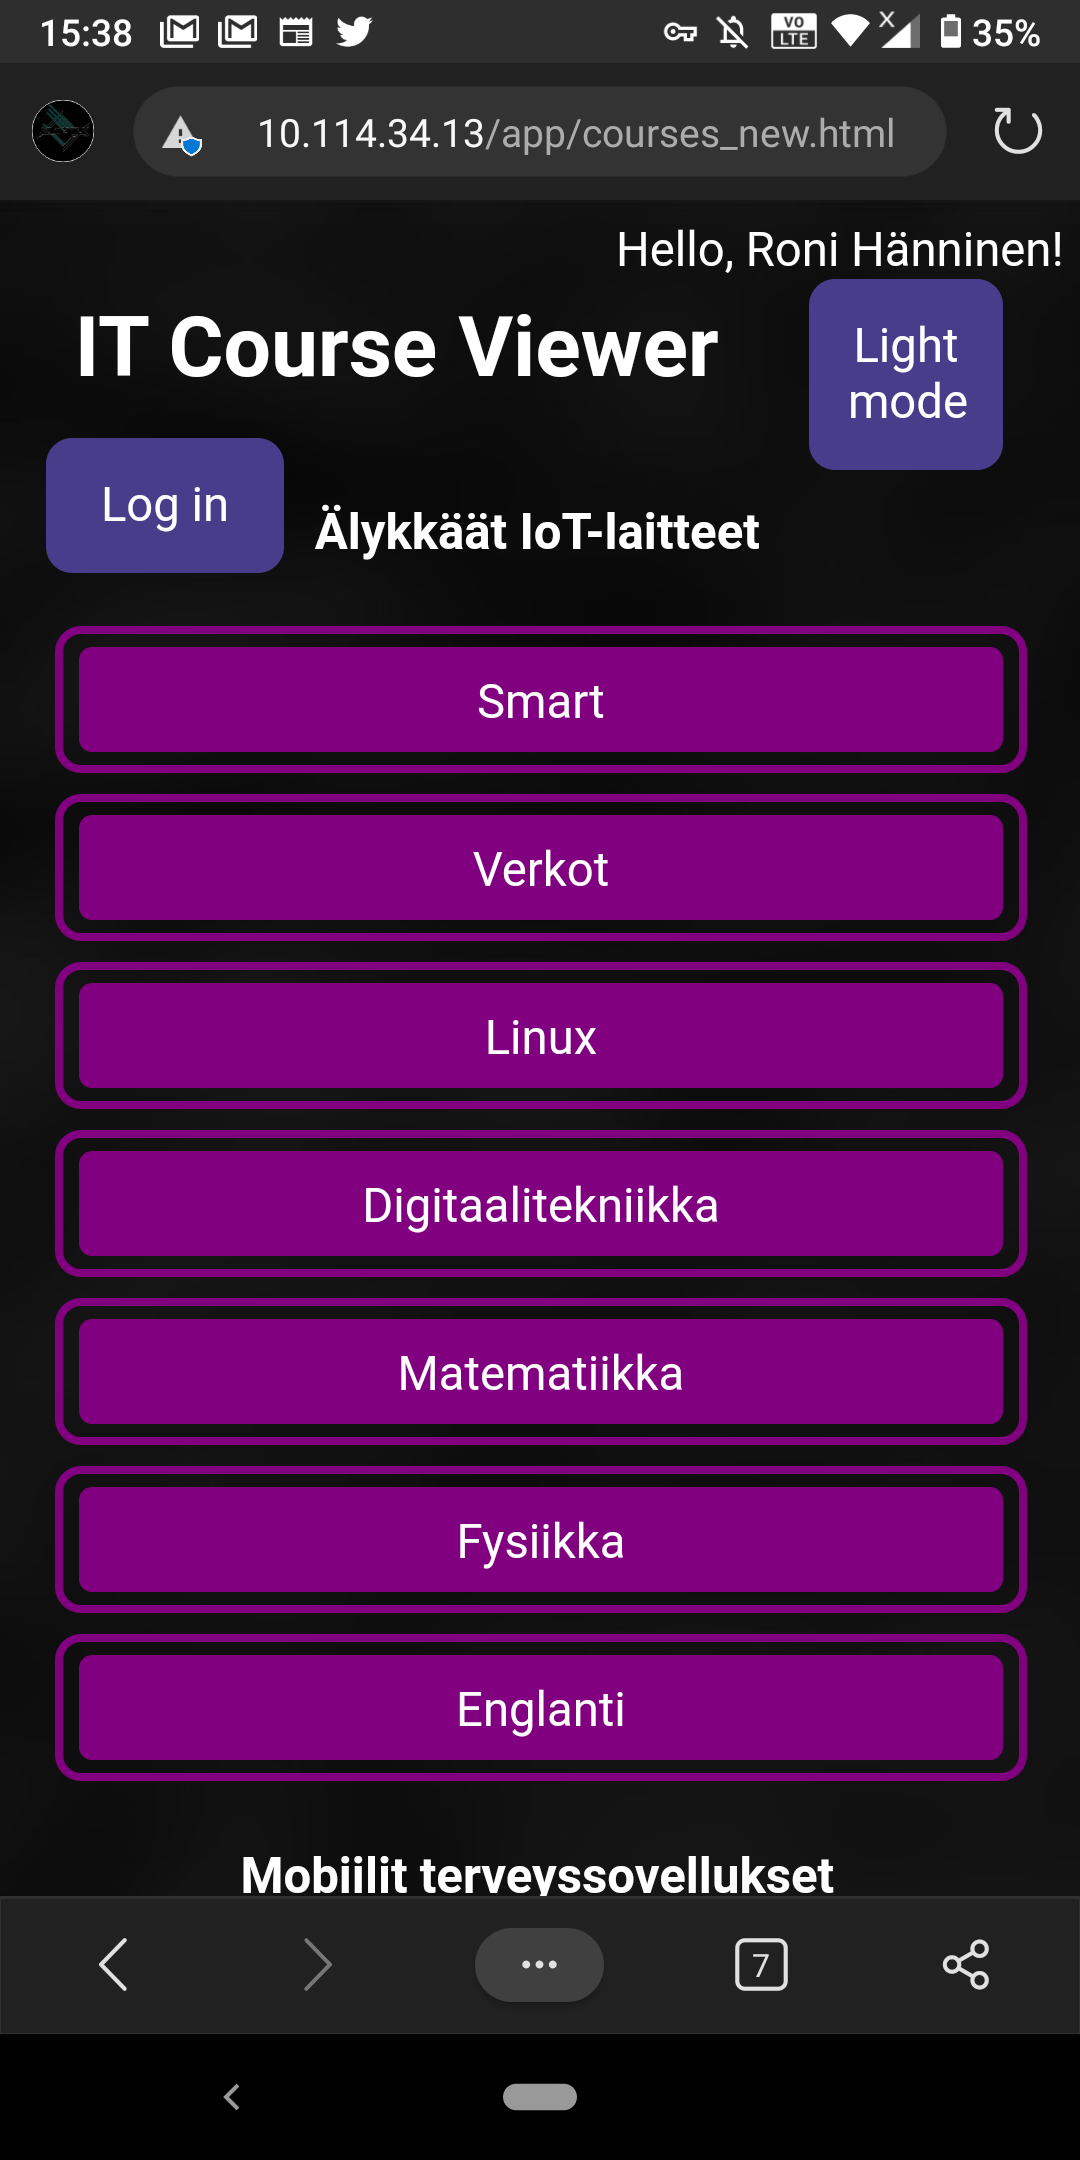 15:38
VO
LTE
35%
10.114.34.13/app/courses_new.html
Hello, Roni Hänninen!
IT Course Viewer
Light
mode
Log in
Älykkäät IoT-laitteet
Smart
Verkot
Linux
Digitaalitekniikka
Matematiikka
Fysiikka
Englanti
Mobiilit terveyssovellukset
7